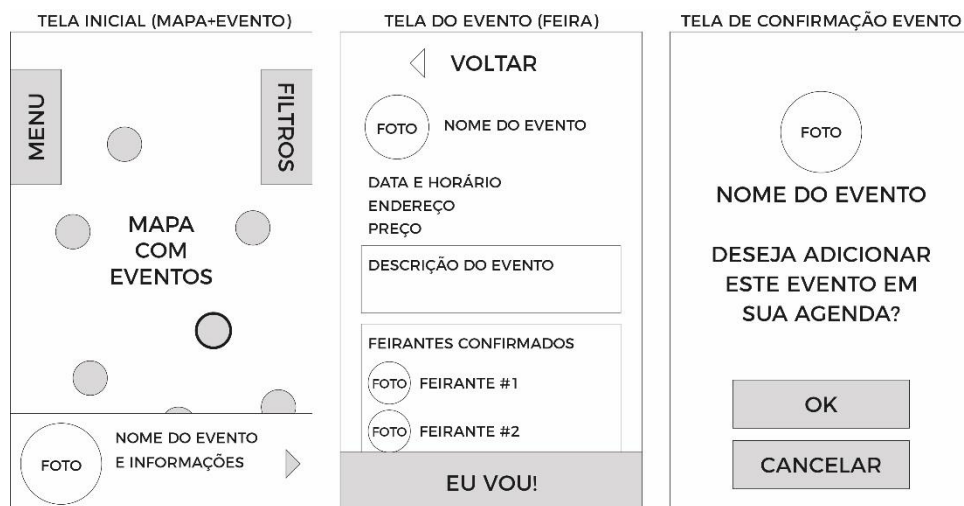 TELA INICIAL (MAPA+EVENTO)
MENU
FILTROS
MAPA
COM
EVENTOS
FOTO
NOME DO EVENTO
E INFORMAÇÕES
TELA DO EVENTO (FEIRA)
VOLTAR
FOTO
NOME DO EVENTO
DATA E HORÁRIO
ENDEREÇO
PREÇO
DESCRIÇÃO DO EVENTO
FEIRANTES CONFIRMADOS
FOTO
FEIRANTE #1
FOTO
FEIRANTE #2
EU VOU!
TELA DE CONFIRMAÇÃO EVENTO
FOTO
NOME DO EVENTO
DESEJA ADICIONAR
ESTE EVENTO EM
SUA AGENDA?
OK
CANCELAR